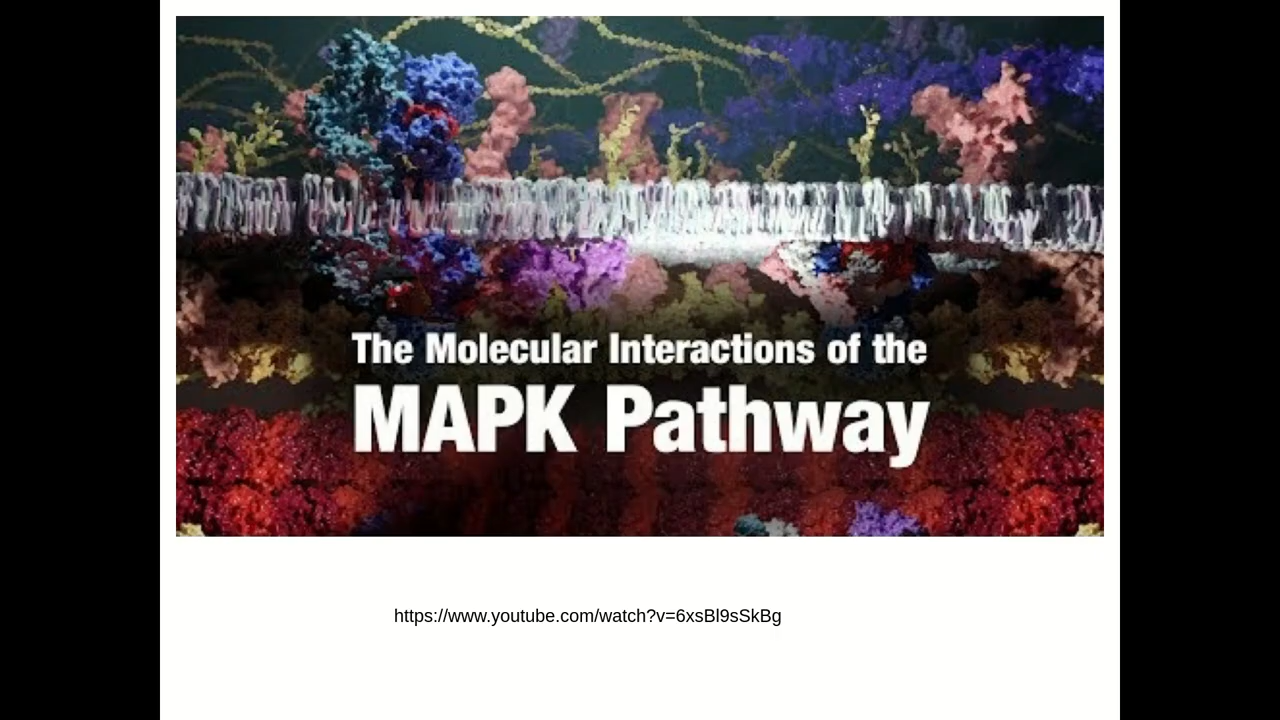 The Molecular Interactions of the
MAPK Pathway
https://www.youtube.com/watch?v=6xsBl9sSkBg